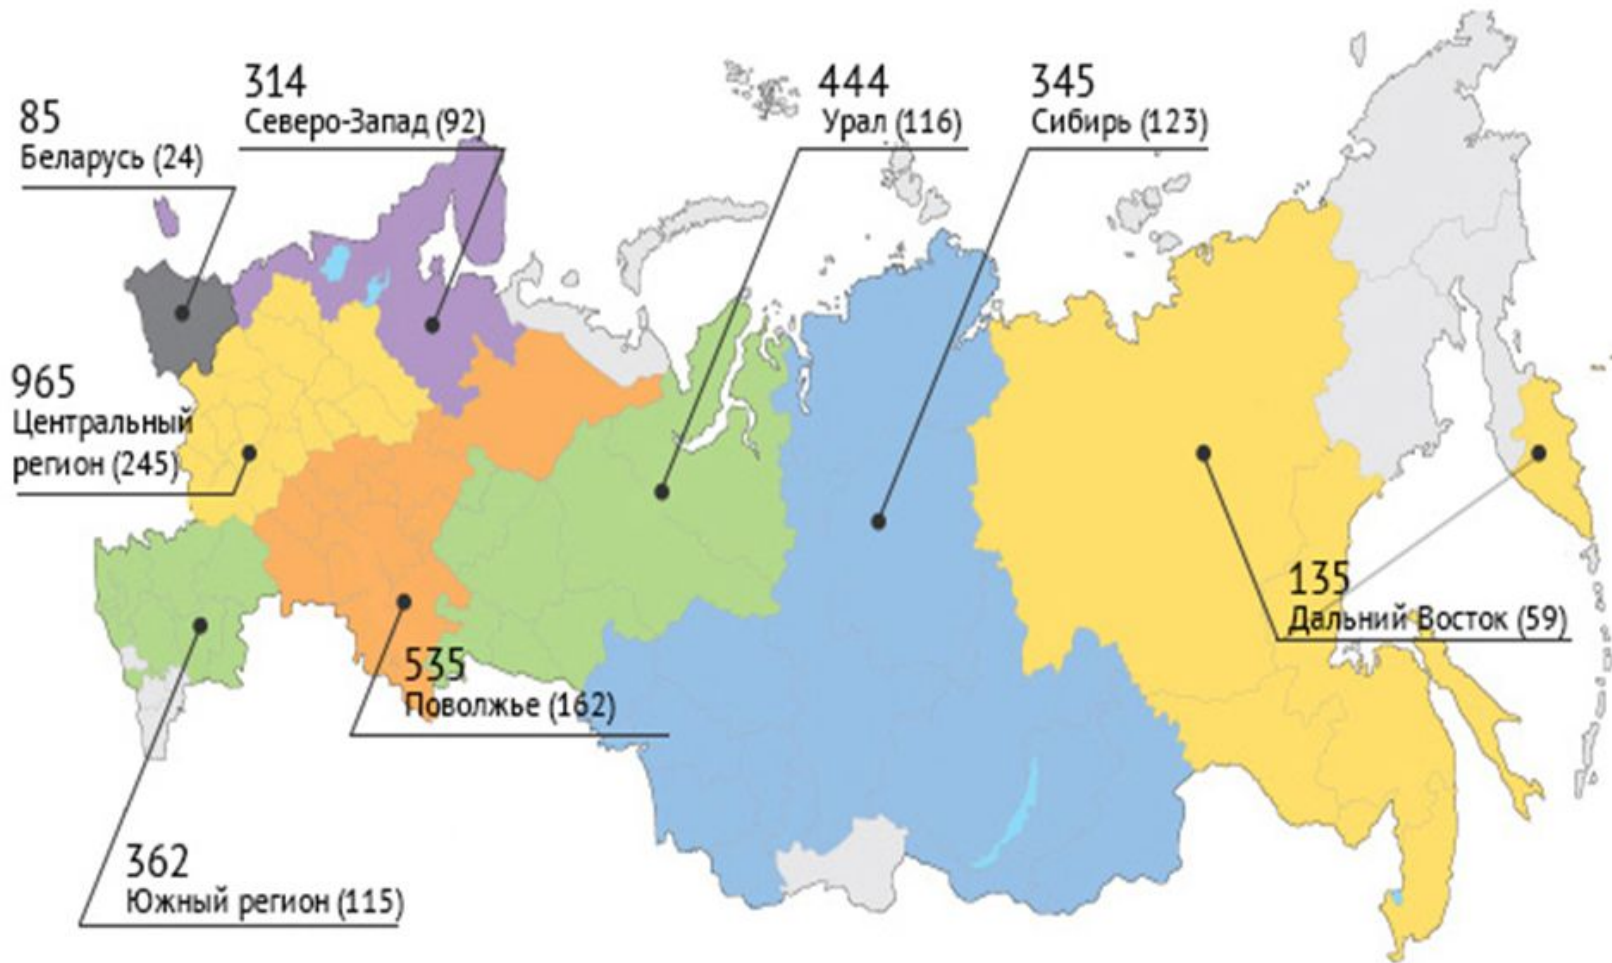 314
Северо-Запад (92)
444
Урал (116)
345
Сибирь (123)
85
Беларусь (24)
965
Центральный
регион (245)
135
Дальний Восток (59)
535
Поволжье (162)
362
Южный регион (115)